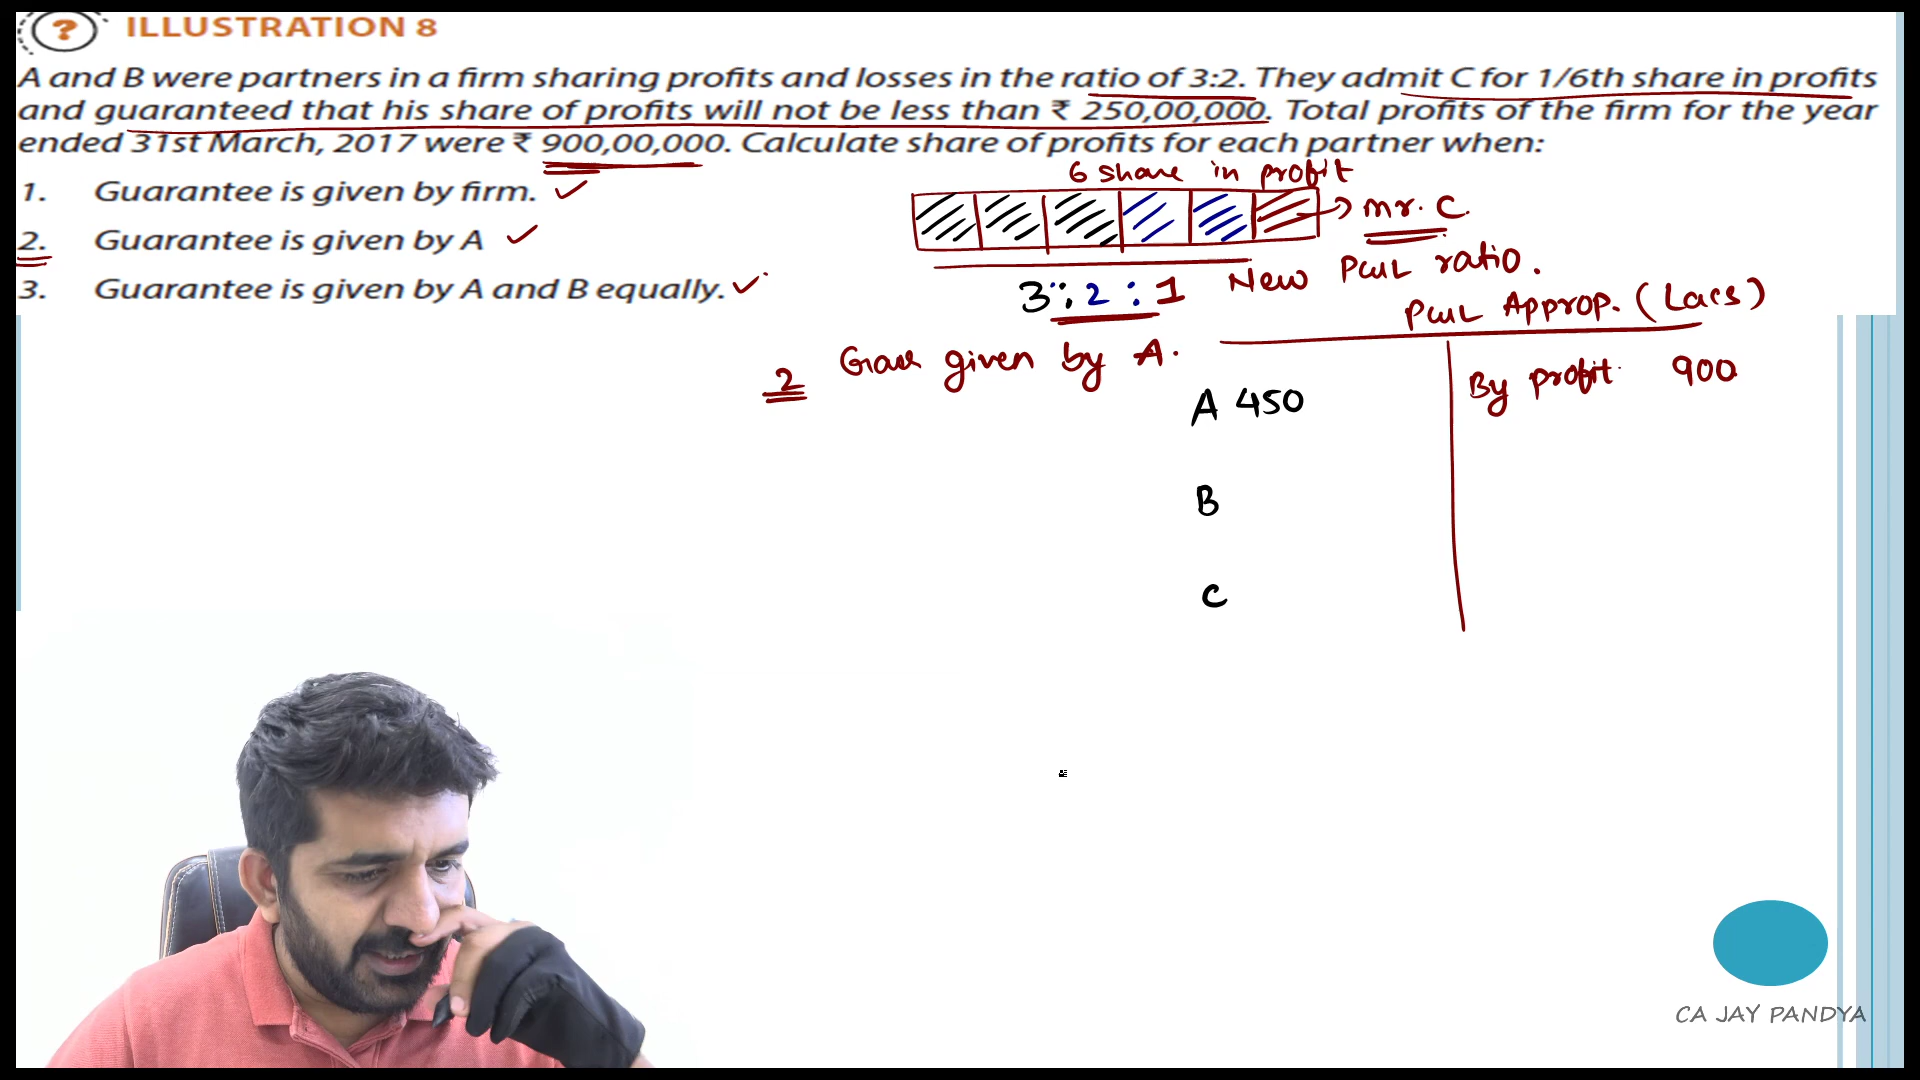 ? ILLUSTRATION 8
A and B were partners in a firm sharing profits and losses in the ratio of 3:2. They admit C for 1/6th share in profits
and guaranteed that his share of profits will not be less than ₹ 250,00,000. Total profits of the firm for the year
ended 31st March, 2017 were ₹ 900,00,000. Calculate share of profits for each partner when:
6 share in profit
1. Guarantee is given by firm.
Mr. C.
2. Guarantee is given by A
3. Guarantee is given by A and B equally.
3:2:1 New P&L ratio.
P&L Approp. (Lacs)
2 given by A.
By profit 900
A 450
B
C
CA JAY PANDYA